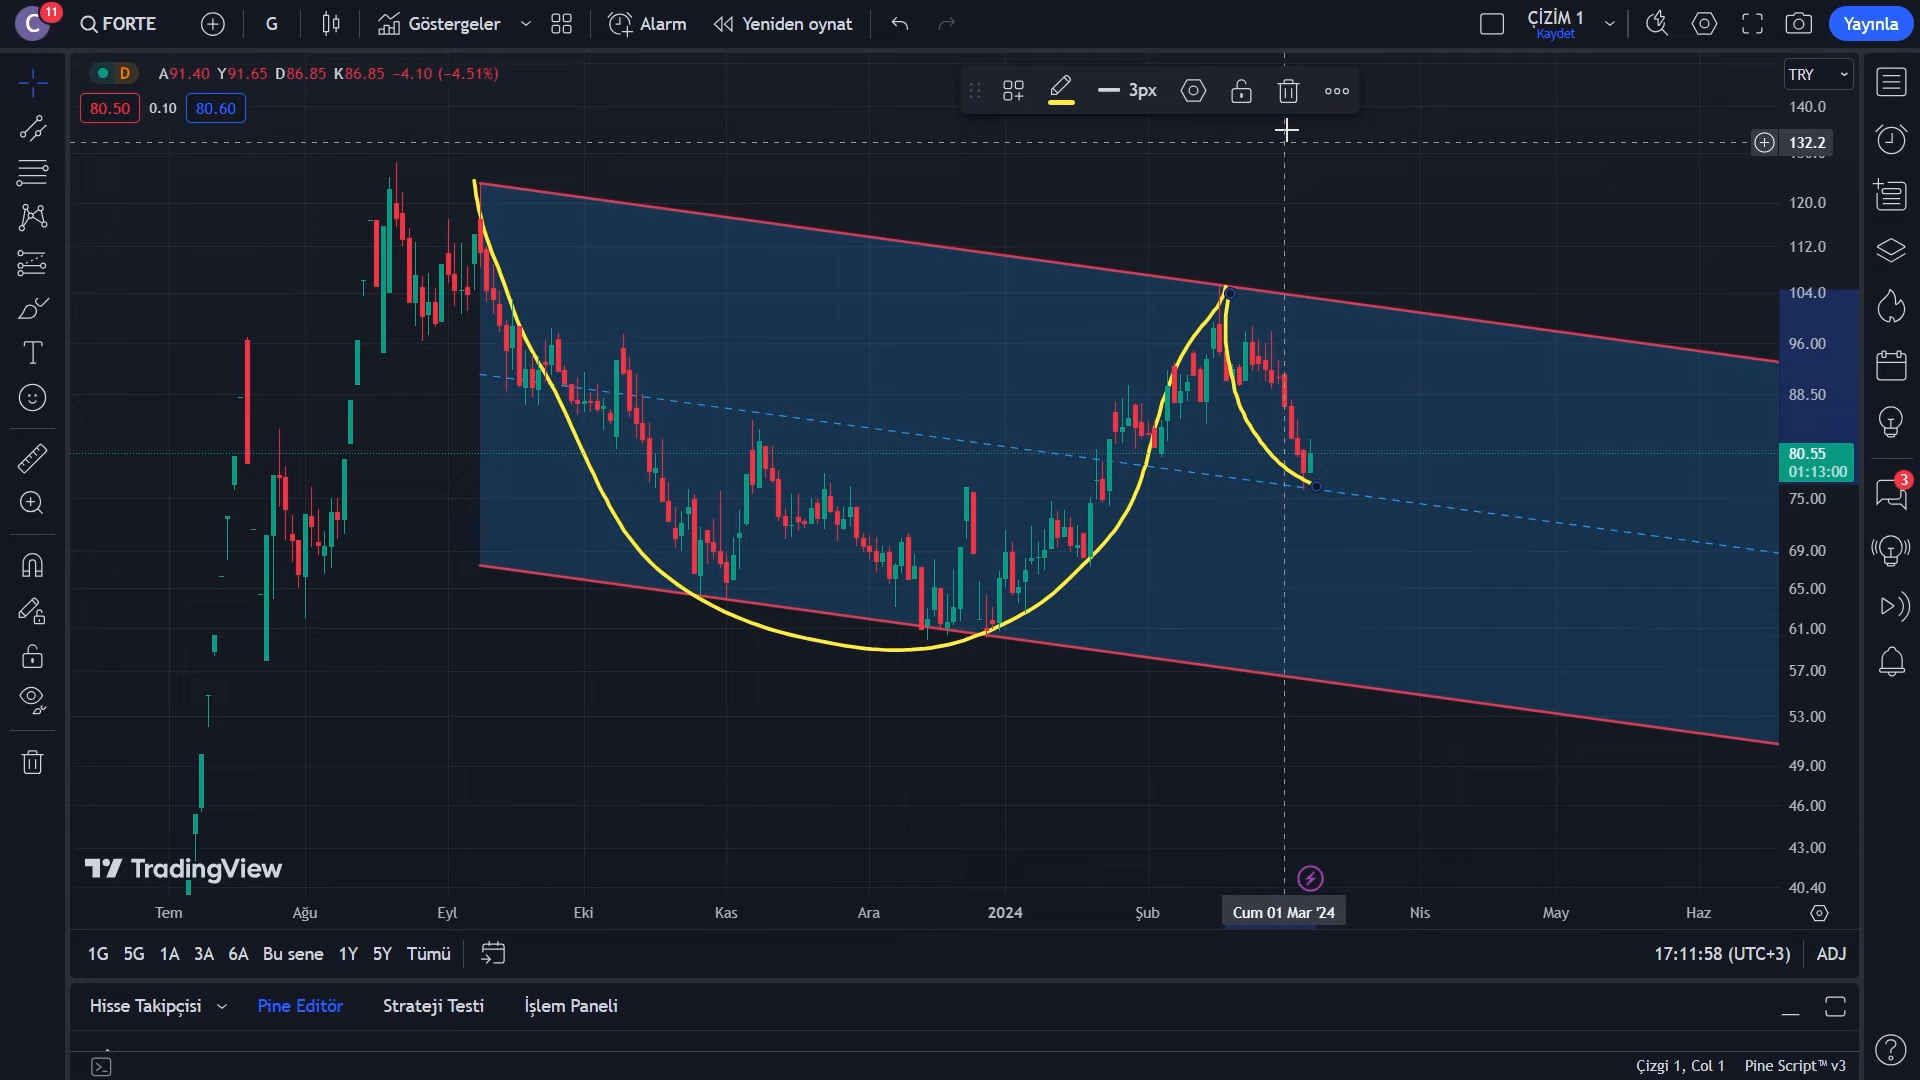 C 11 FORTE G Göstergeler Alarm Yeniden oynat ÇİZİM 1 Yayınla
Kaydet
D A91.40 Y91.65 D86.85 K86.85 −4.10 (−4.51%)
80.50 0.10 80.60
3px
TRY
140.0
132.2
120.0
112.0
104.0
96.00
88.50
80.55
01:13:00
75.00
69.00
65.00
61.00
57.00
53.00
49.00
46.00
43.00
40.40
3
TradingView
Tem Ağu Eyl Eki Kas Ara 2024 Şub Cum 01 Mar '24 Nis May Haz
1G 5G 1A 3A 6A Bu sene 1Y 5Y Tümü 17:11:58 (UTC+3) ADJ
Hisse Takipçisi Pine Editör Strateji Testi İşlem Paneli
Çizgi 1, Col 1 Pine Script™ v3